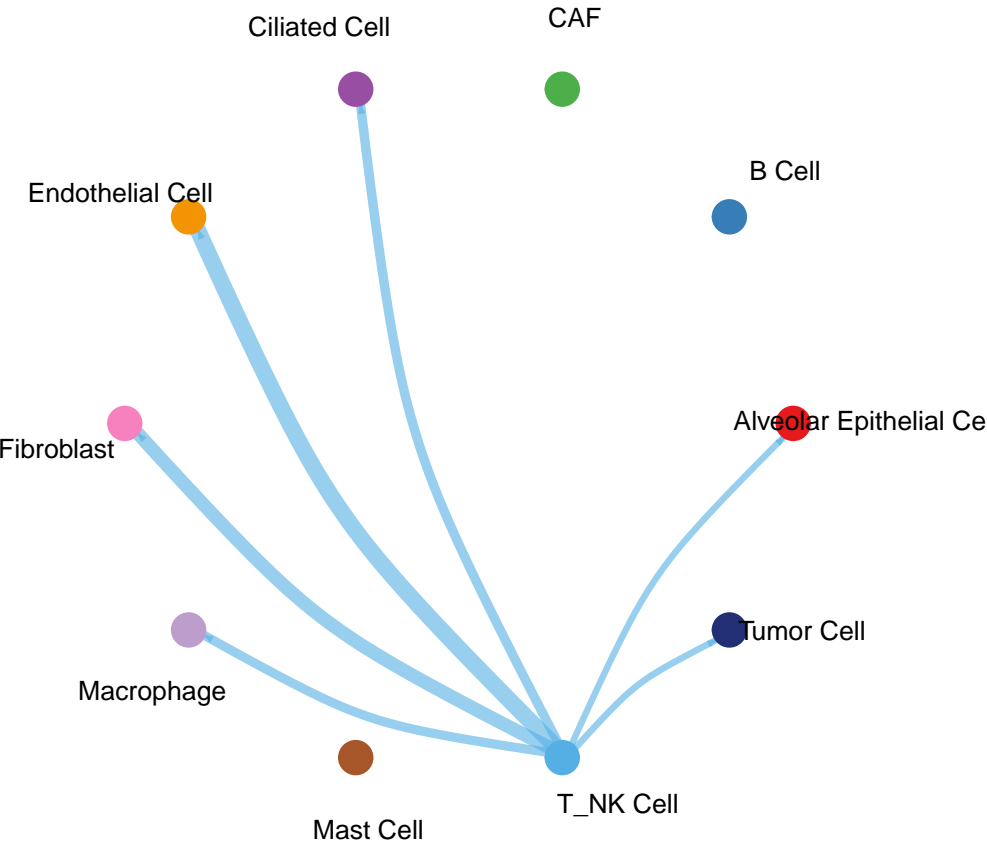 CAF
Ciliated Cell
B Cell
Endothelial Cell
Alveolar Epithelial Ce
Fibroblast
Tumor Cell
Macrophage
T_NK Cell
Mast Cell